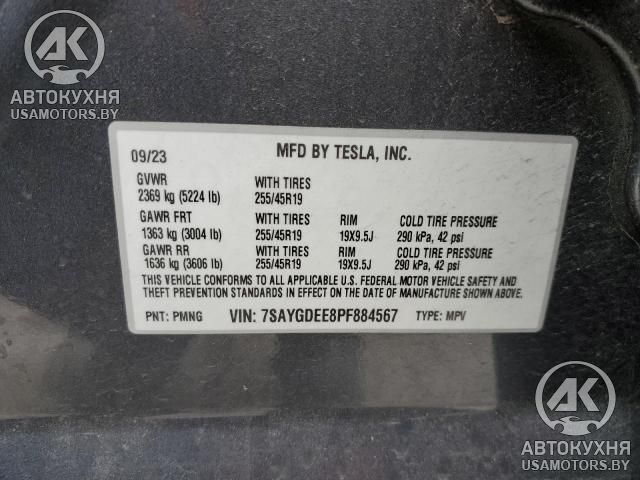 АК
АВТОКУХНЯ
USAMOTORS.BY
09/23 MFD BY TESLA, INC.
GVWR WITH TIRES
2369 kg (5224 lb) 255/45R19
GAWR FRT WITH TIRES RIM COLD TIRE PRESSURE
1363 kg (3004 lb) 255/45R19 19X9.5J 290 kPa, 42 psi
GAWR RR WITH TIRES RIM COLD TIRE PRESSURE
1636 kg (3606 lb) 255/45R19 19X9.5J 290 kPa, 42 psi
THIS VEHICLE CONFORMS TO ALL APPLICABLE U.S. FEDERAL MOTOR VEHICLE SAFETY AND
THEFT PREVENTION STANDARDS IN EFFECT ON THE DATE OF MANUFACTURE SHOWN ABOVE.
PNT: PMNG VIN: 7SAYGDEE8PF884567 TYPE: MPV
АК
АВТОКУХНЯ
USAMOTORS.BY